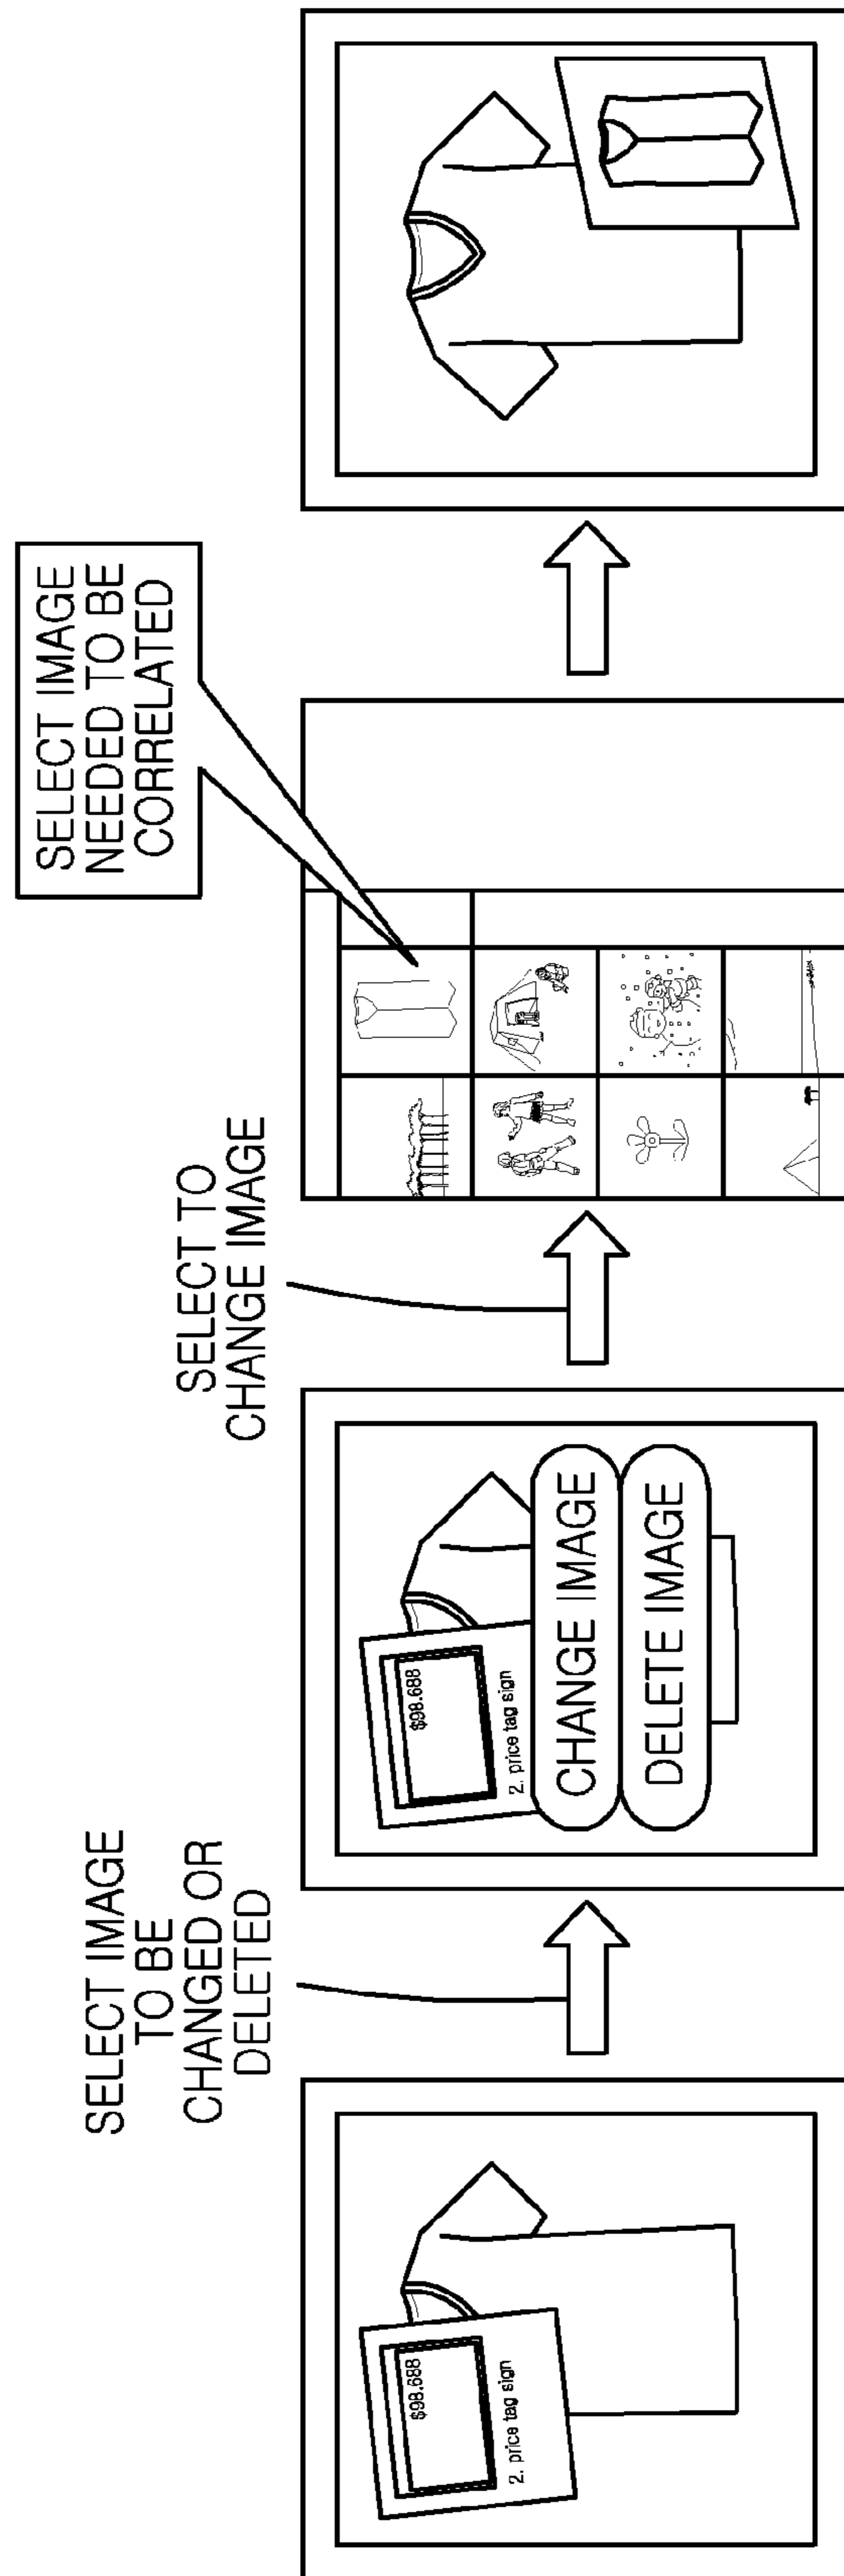 SELECT IMAGE
TO BE
CHANGED OR
DELETED
$98.688
2. price tag sign
SELECT TO
CHANGE IMAGE
$98.688
2. price tag sign
CHANGE IMAGE
DELETE IMAGE
SELECT IMAGE
NEEDED TO BE
CORRELATED